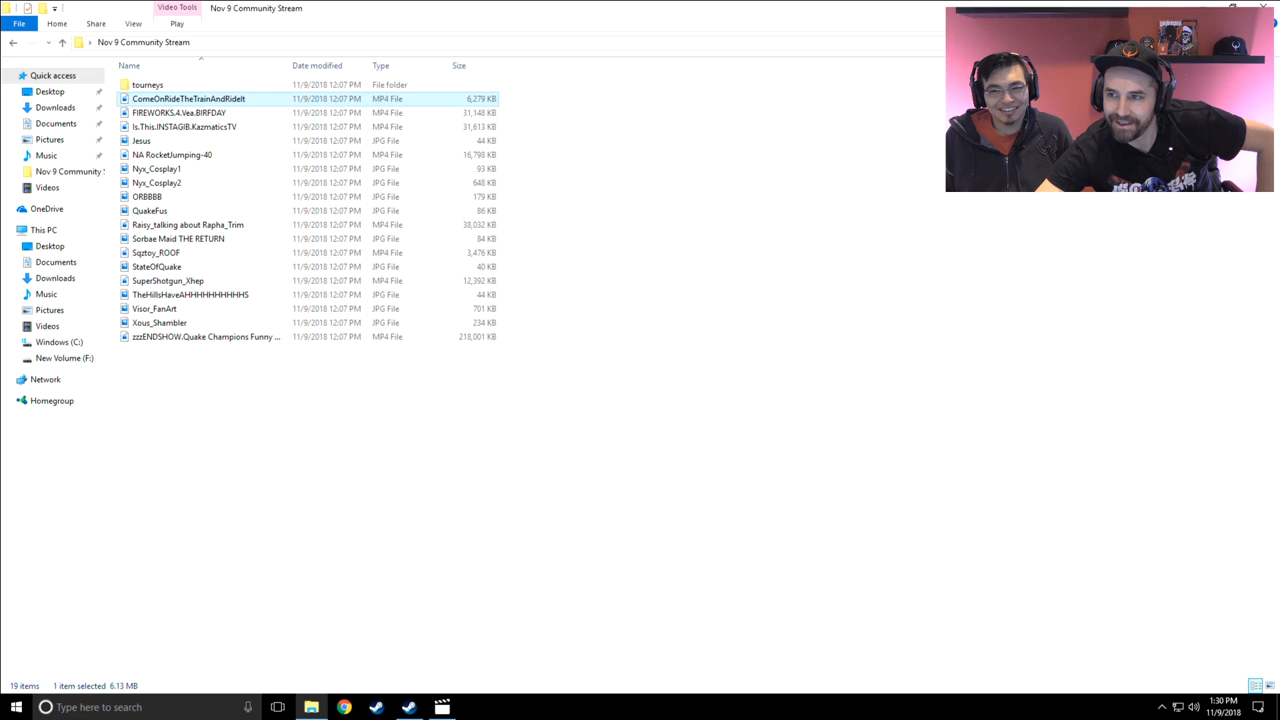 Video Tools
Nov 9 Community Stream
File
Home
Share
View
Play
Nov 9 Community Stream
Name
Date modified
Type
Size
Quick access
Desktop
Downloads
Documents
Pictures
Music
Nov 9 Community S
Videos
OneDrive
This PC
Desktop
Documents
Downloads
Music
Pictures
Videos
Windows (C:)
New Volume (F:)
Network
Homegroup
tourneys 11/9/2018 12:07 PM File folder
ComeOnRideTheTrainAndRideIt 11/9/2018 12:07 PM MP4 File 6,279 KB
FIREWORKS.4.Vea.BIRFDAY 11/9/2018 12:07 PM MP4 File 31,148 KB
Is.This.INSTAGIB.KazmaticsTV 11/9/2018 12:07 PM MP4 File 31,613 KB
Jesus 11/9/2018 12:07 PM JPG File 44 KB
NA RocketJumping-40 11/9/2018 12:07 PM MP4 File 16,798 KB
Nyx_Cosplay1 11/9/2018 12:07 PM JPG File 93 KB
Nyx_Cosplay2 11/9/2018 12:07 PM JPG File 648 KB
ORBBBB 11/9/2018 12:07 PM JPG File 179 KB
QuakeFus 11/9/2018 12:07 PM JPG File 86 KB
Raisy_talking about Rapha_Trim 11/9/2018 12:07 PM MP4 File 38,032 KB
Sorbae Maid THE RETURN 11/9/2018 12:07 PM JPG File 84 KB
Sqztoy_ROOF 11/9/2018 12:07 PM MP4 File 3,476 KB
StateOfQuake 11/9/2018 12:07 PM JPG File 40 KB
SuperShotgun_Xhep 11/9/2018 12:07 PM MP4 File 12,392 KB
TheHillsHaveAHHHHHHHHHS 11/9/2018 12:07 PM JPG File 44 KB
Visor_FanArt 11/9/2018 12:07 PM JPG File 701 KB
Xous_Shambler 11/9/2018 12:07 PM JPG File 234 KB
zzzENDSHOW.Quake Champions Funny ... 11/9/2018 12:07 PM MP4 File 218,001 KB
19 items 1 item selected 6.13 MB
Type here to search
1:30 PM
11/9/2018